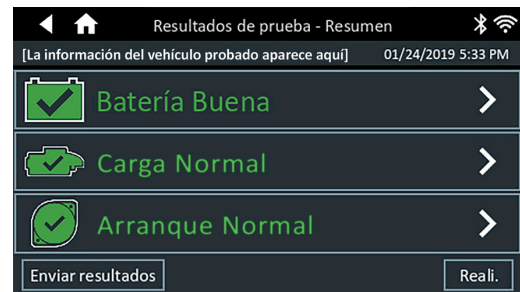 Resultados de prueba - Resumen
[La información del vehículo probado aparece aquí] 01/24/2019 5:33 PM
Batería Buena
Carga Normal
Arranque Normal
Enviar resultados Reali.